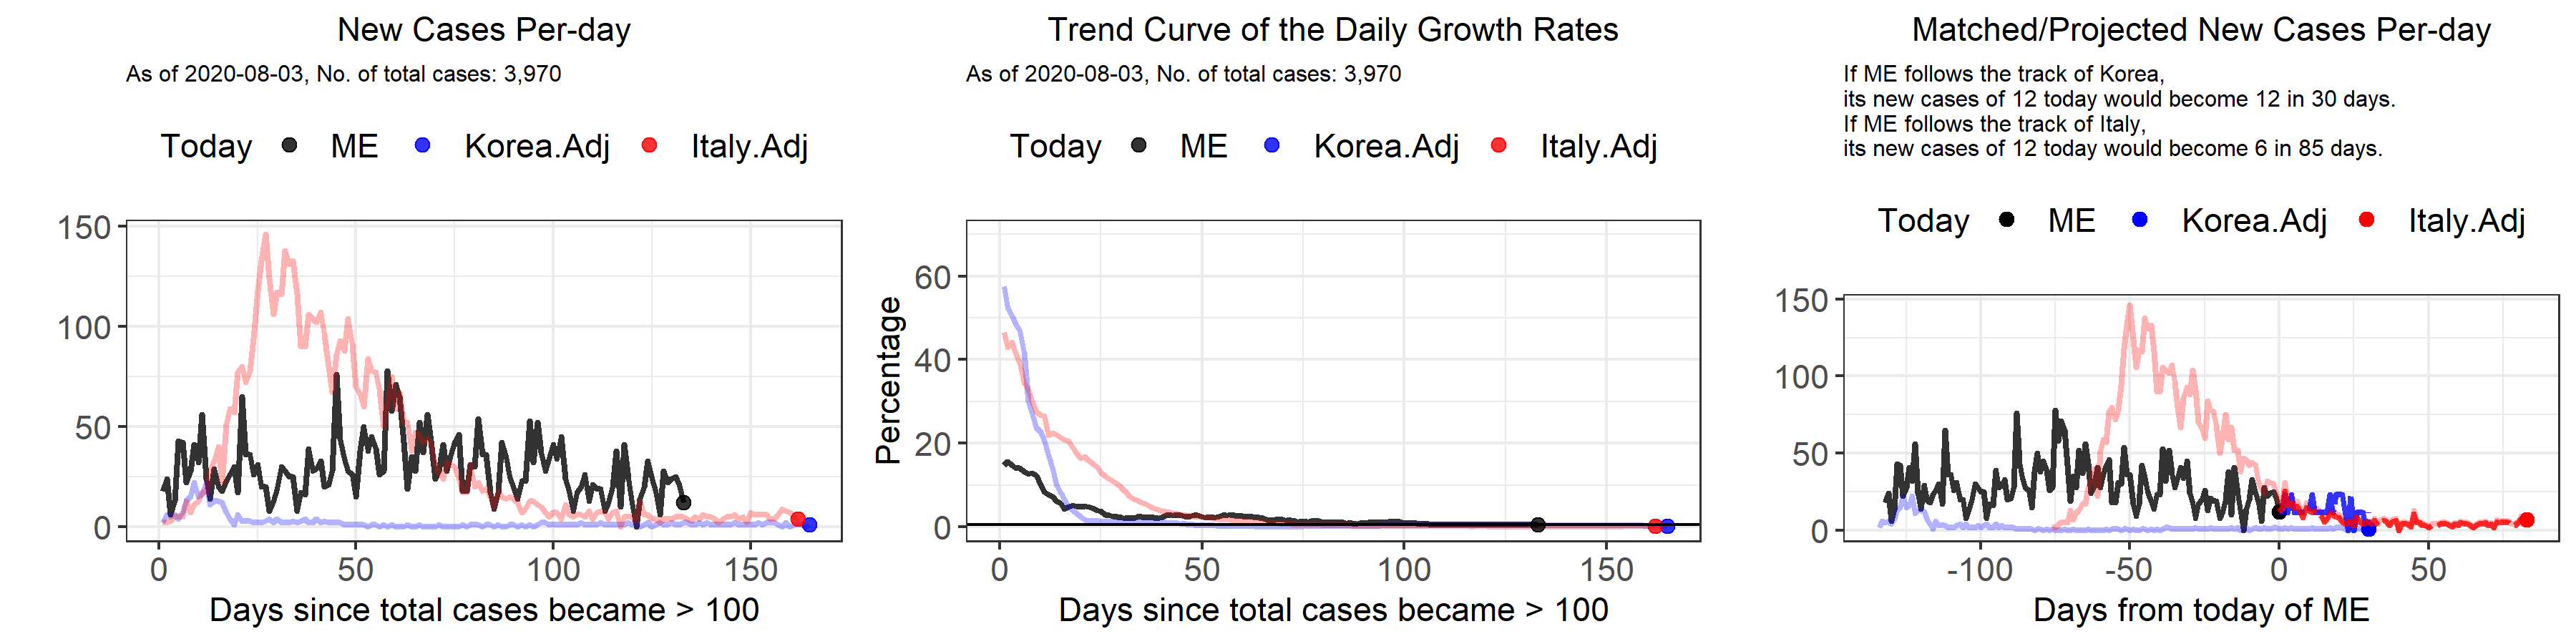 New Cases Per-day
As of 2020-08-03, No. of total cases: 3,970
Today ME Korea.Adj Italy.Adj
150
100
50
0
0 50 100 150
Days since total cases became > 100
Trend Curve of the Daily Growth Rates
As of 2020-08-03, No. of total cases: 3,970
Today ME Korea.Adj Italy.Adj
Percentage
60
40
20
0
0 50 100 150
Days since total cases became > 100
Matched/Projected New Cases Per-day
If ME follows the track of Korea,
its new cases of 12 today would become 12 in 30 days.
If ME follows the track of Italy,
its new cases of 12 today would become 6 in 85 days.
Today ME Korea.Adj Italy.Adj
150
100
50
0
-100 -50 0 50
Days from today of ME